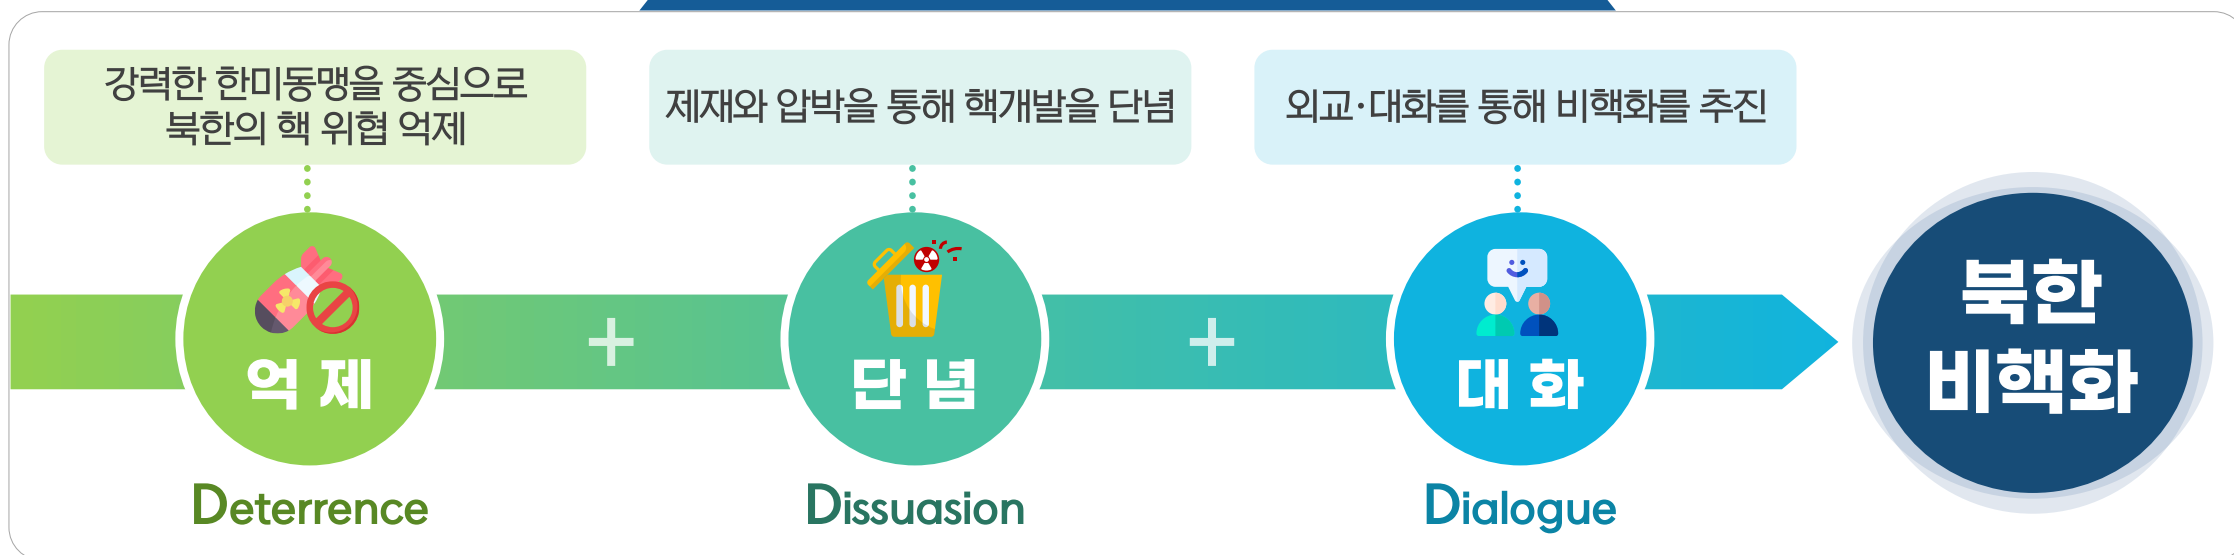 강력한 한미동맹을 중심으로
북한의 핵 위협 억제
제재와 압박을 통해 핵개발을 단념
외교·대화를 통해 비핵화를 추진
억제
+
단념
+
대화
북한
비핵화
Deterrence
Dissuasion
Dialogue